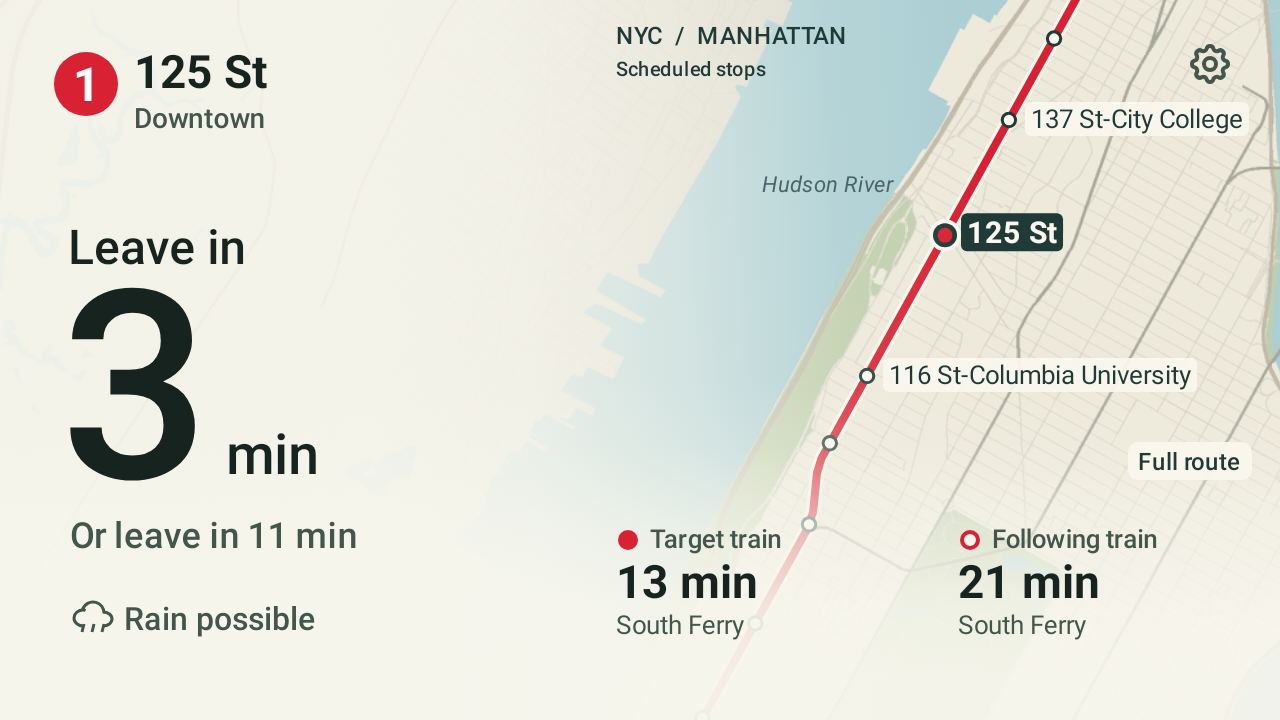 1
125 St
Downtown
Leave in
3 min
Or leave in 11 min
Rain possible
NYC / MANHATTAN
Scheduled stops
137 St-City College
Hudson River
125 St
116 St-Columbia University
Full route
Target train
13 min
South Ferry
Following train
21 min
South Ferry